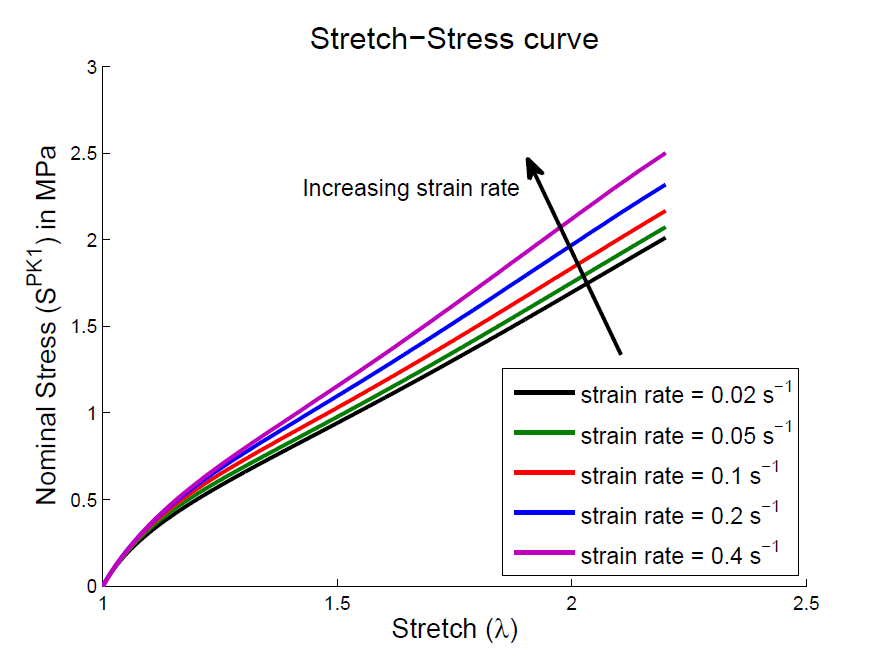 Stretch−Stress curve
Nominal Stress (S^PK1) in MPa
3
2.5
2
1.5
1
0.5
0
Increasing strain rate
strain rate = 0.02 s⁻¹
strain rate = 0.05 s⁻¹
strain rate = 0.1 s⁻¹
strain rate = 0.2 s⁻¹
strain rate = 0.4 s⁻¹
1
1.5
2
2.5
Stretch (λ)